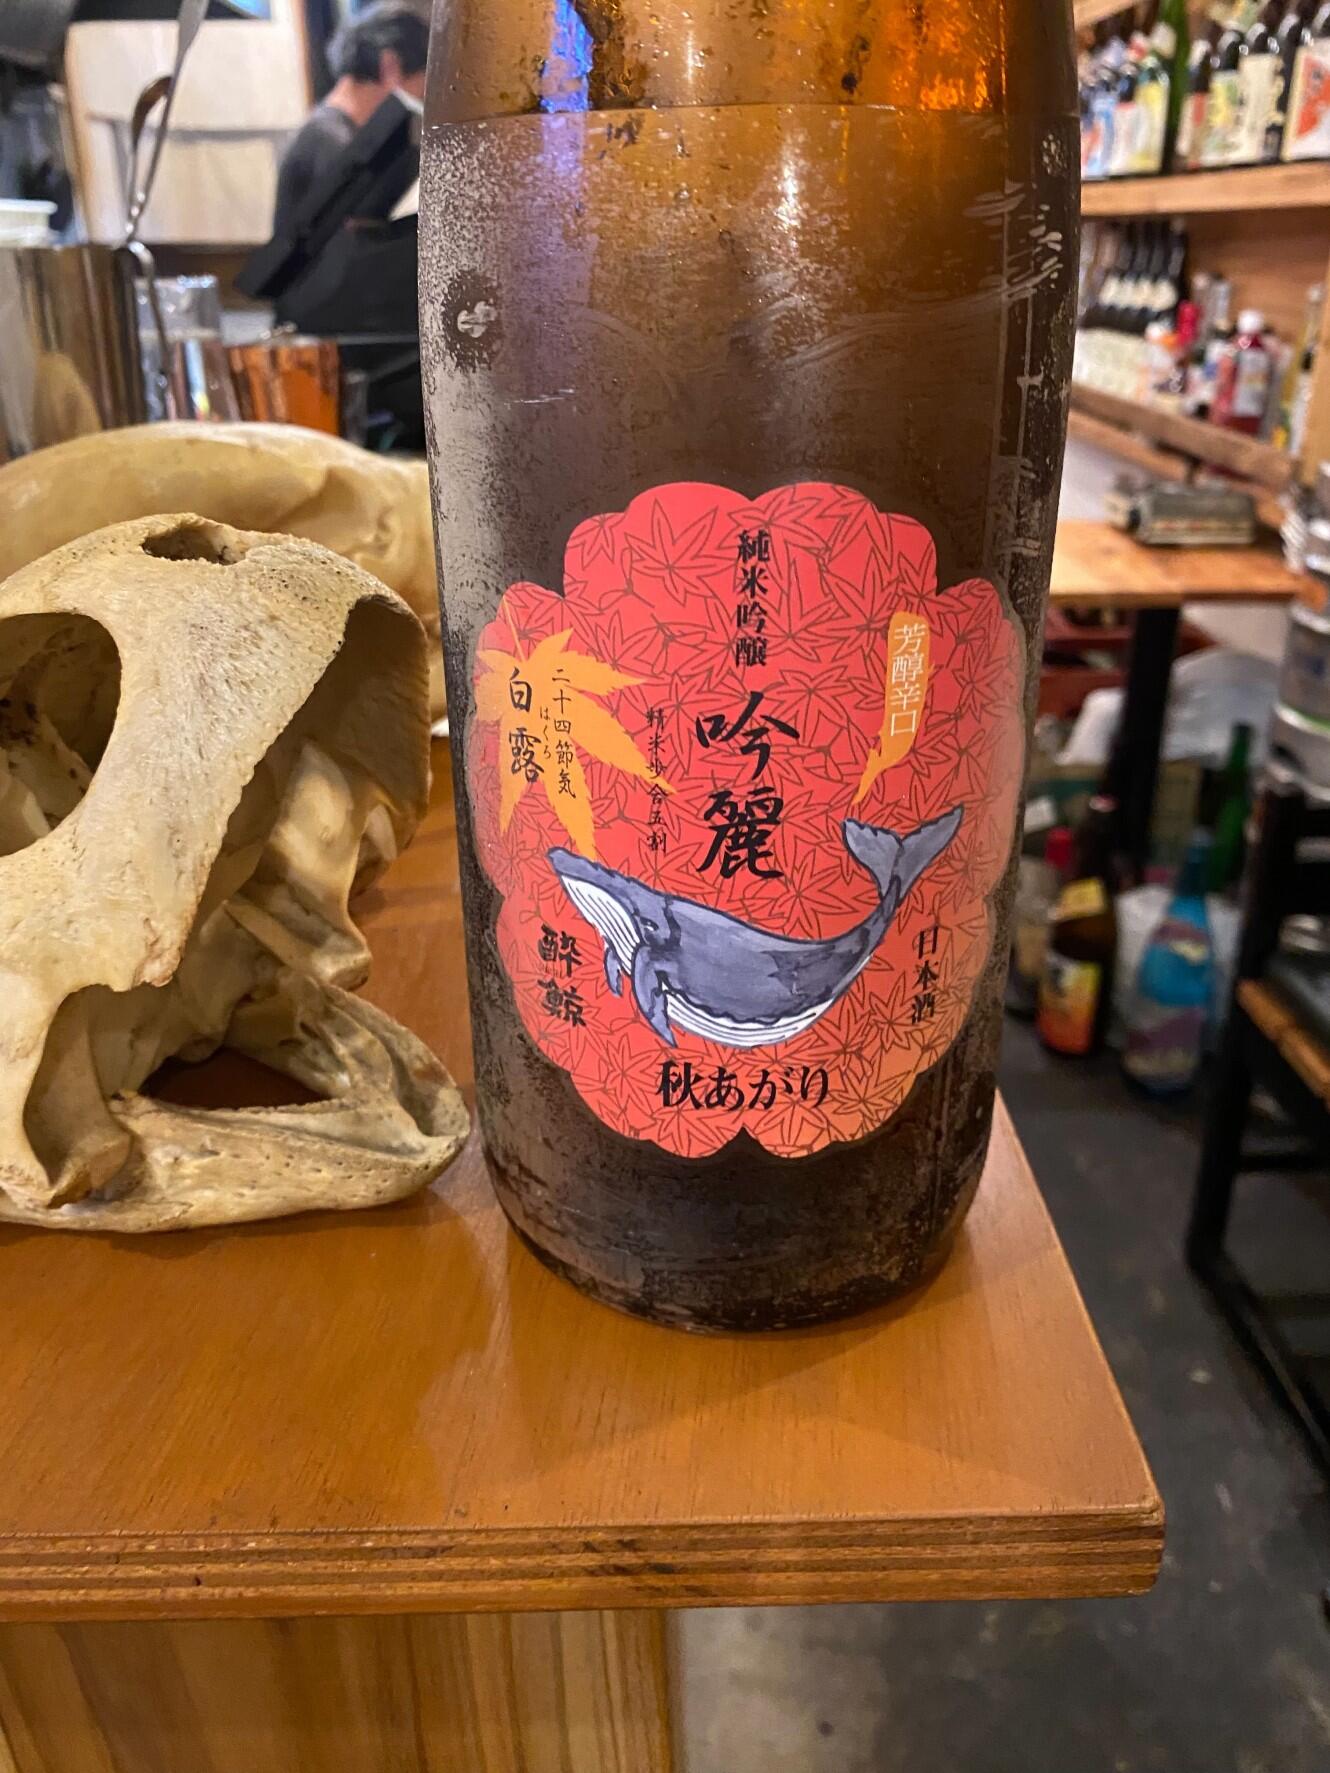 純米吟醸
吟麗
芳醇辛口
精米歩合五割
二十四節気
はくろ
白露
酔鯨
日本酒
秋あがり